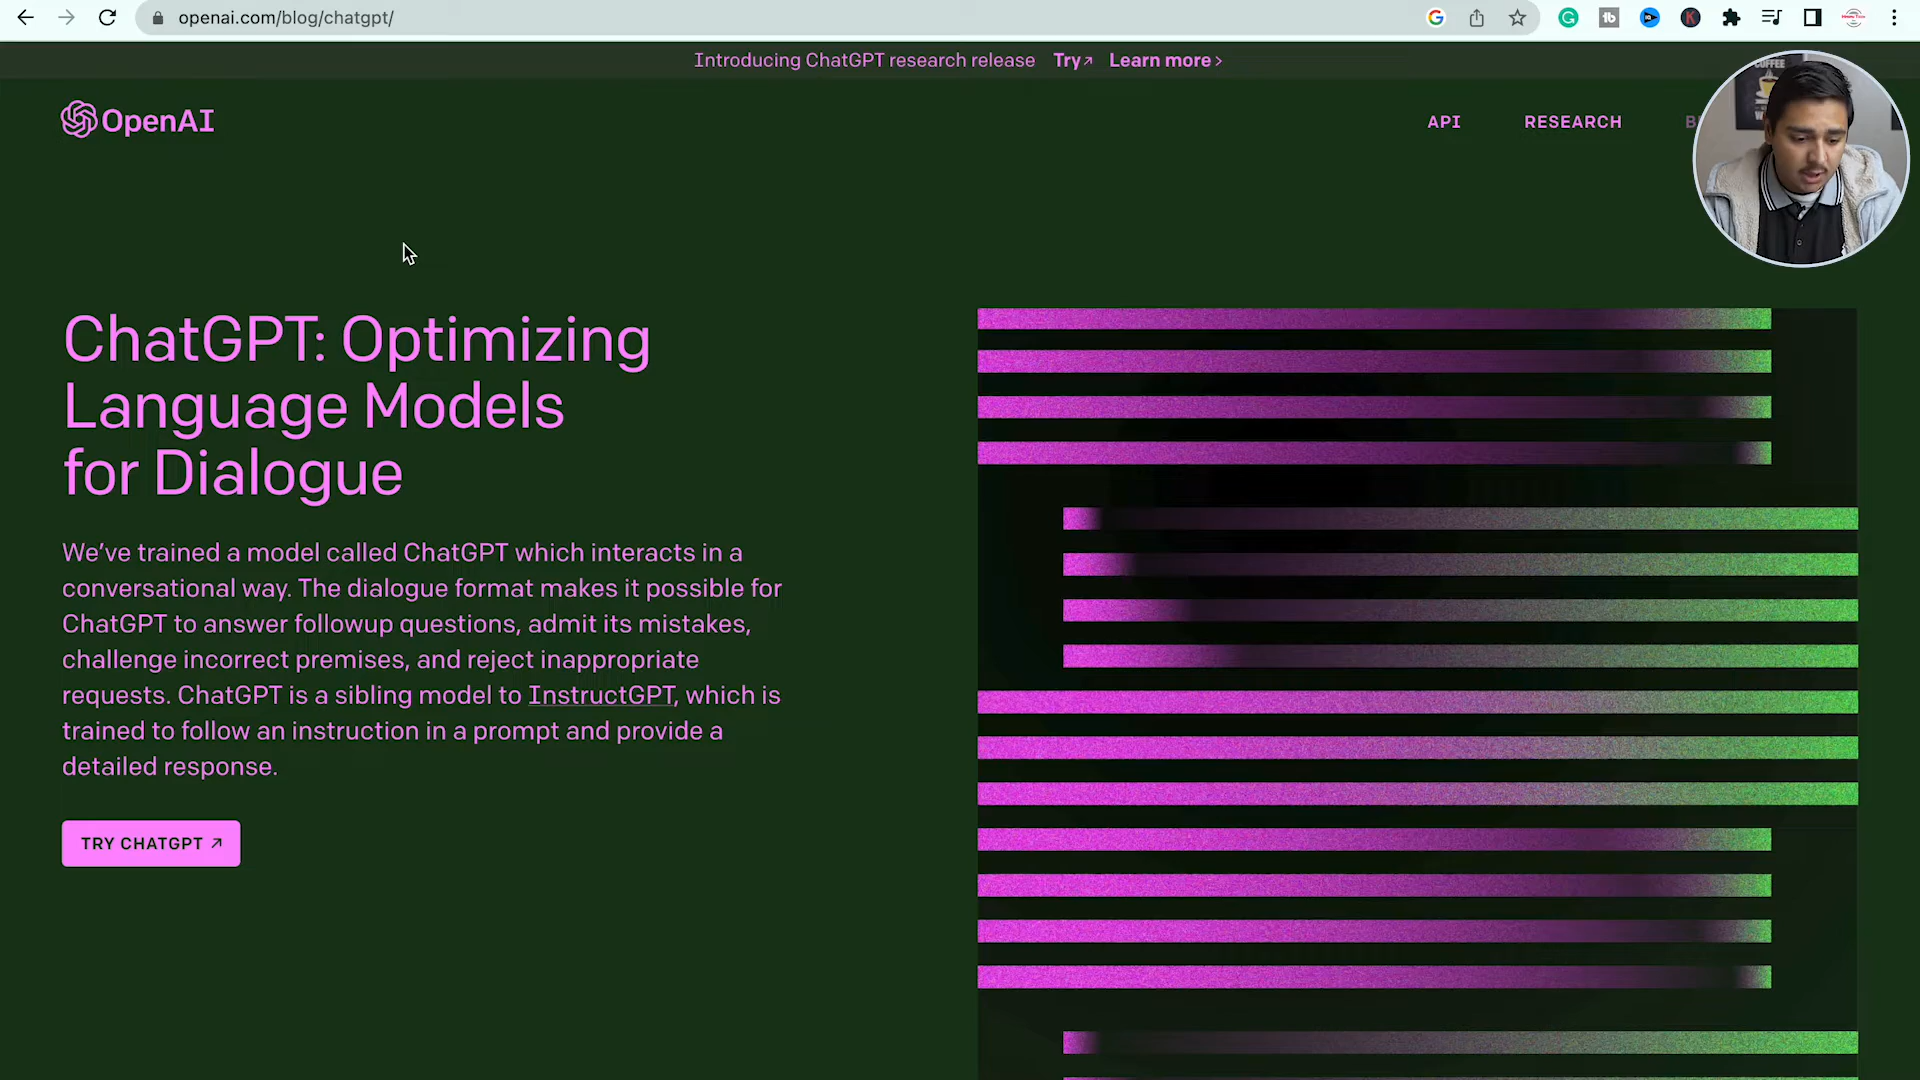 openai.com/blog/chatgpt/
Introducing ChatGPT research release Try↗ Learn more ›
OpenAI
API RESEARCH
COFFEE
ChatGPT: Optimizing
Language Models
for Dialogue
We’ve trained a model called ChatGPT which interacts in a
conversational way. The dialogue format makes it possible for
ChatGPT to answer followup questions, admit its mistakes,
challenge incorrect premises, and reject inappropriate
requests. ChatGPT is a sibling model to InstructGPT, which is
trained to follow an instruction in a prompt and provide a
detailed response.
TRY CHATGPT ↗